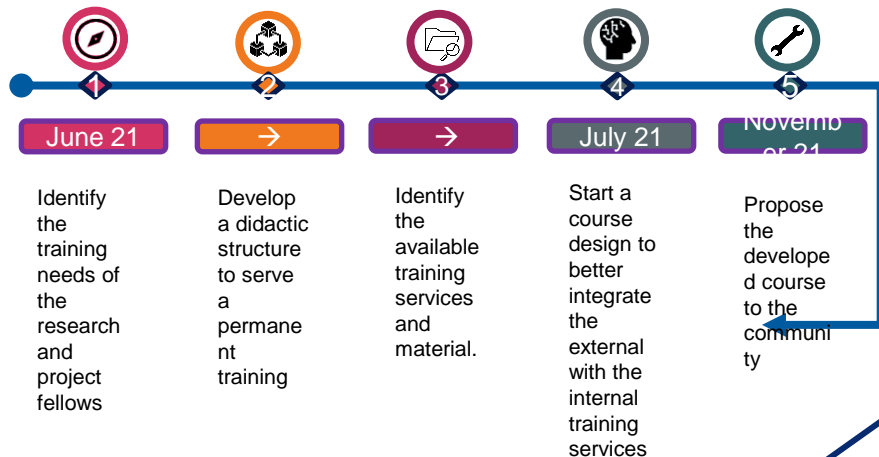 1
2
3
4
5
June 21
→
→
July 21
Novemb
er 21
Identify
the
training
needs of
the
research
and
project
fellows
Develop
a didactic
structure
to serve
a
permane
nt
training
Identify
the
available
training
services
and
material.
Start a
course
design to
better
integrate
the
external
with the
internal
training
services
Propose
the
develope
d course
to the
communi
ty